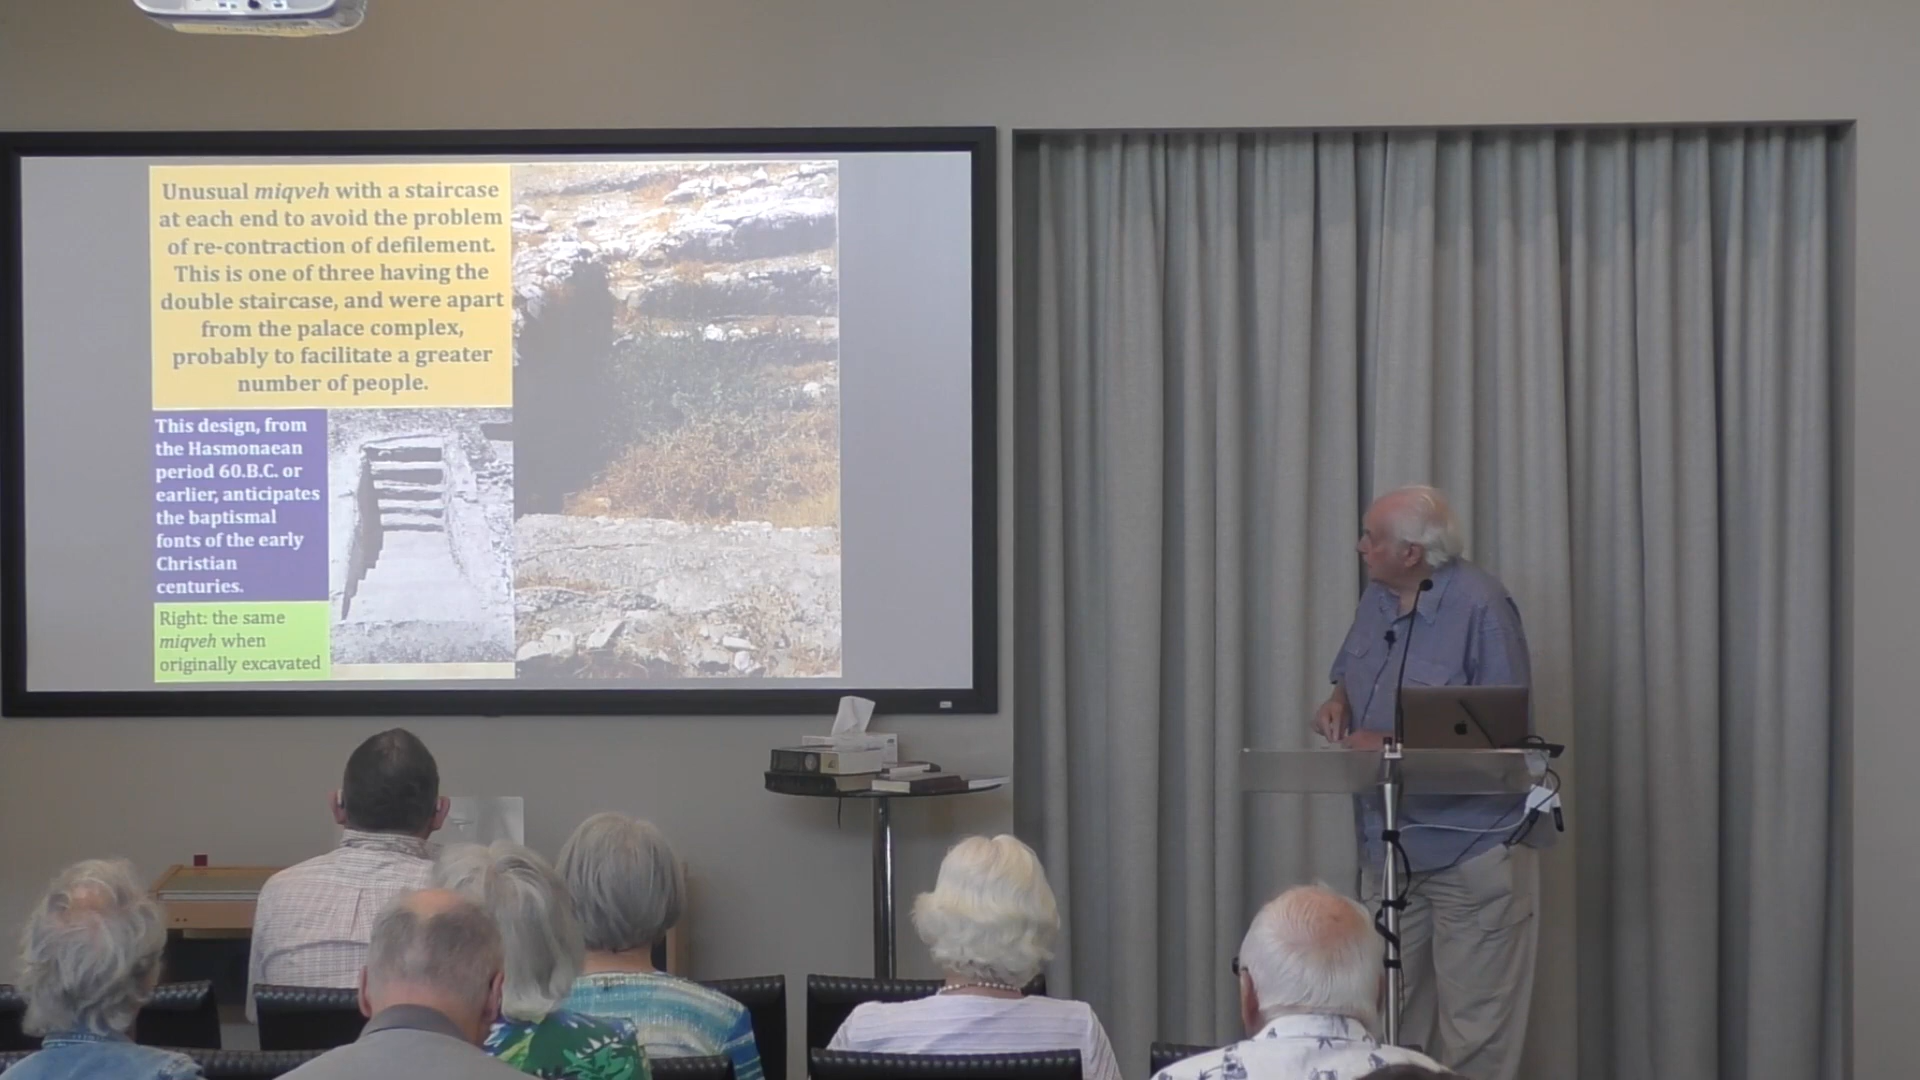 Unusual miqveh with a staircase
at each end to avoid the problem
of re-contraction of defilement.
This is one of three having the
double staircase, and were apart
from the palace complex,
probably to facilitate a greater
number of people.
This design, from
the Hasmonaean
period 60.B.C. or
earlier, anticipates
the baptismal
fonts of the early
Christian
centuries.
Right: the same
miqveh when
originally excavated